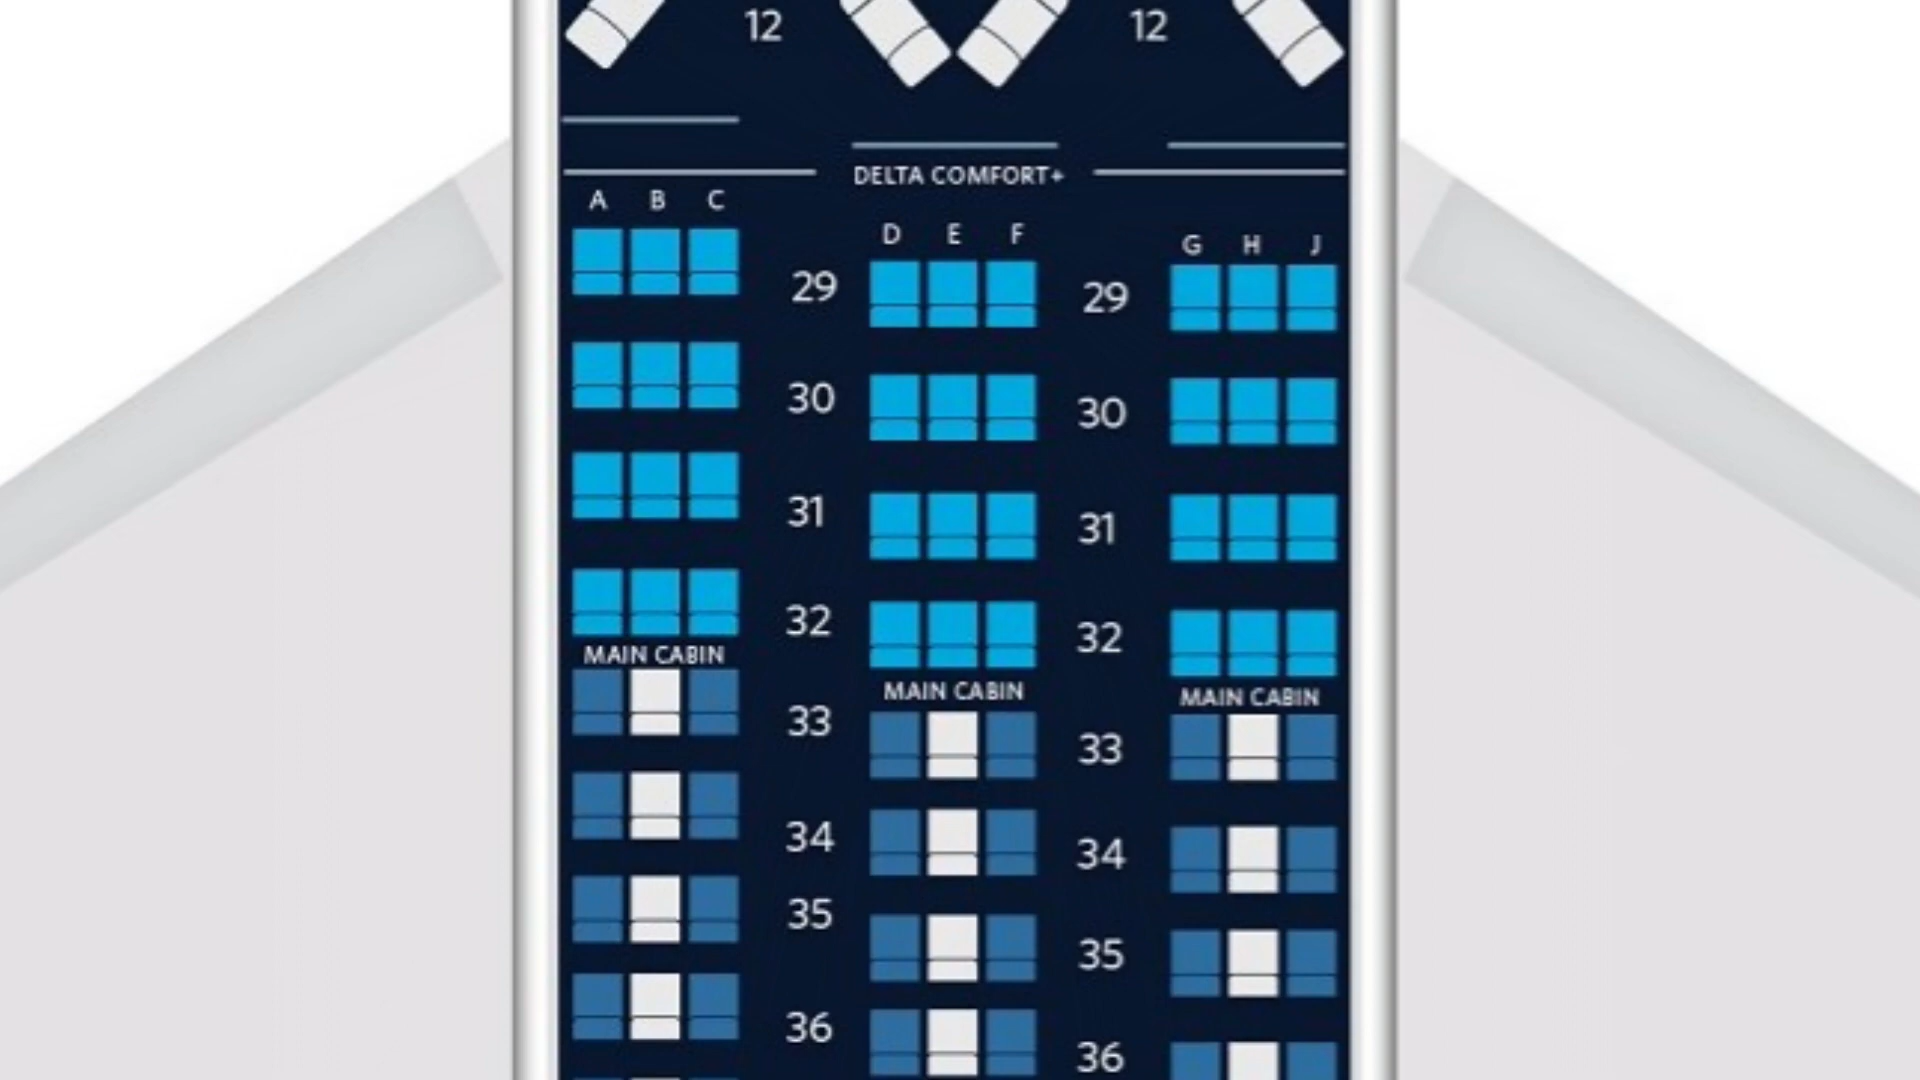 12 12
DELTA COMFORT+
A B C
D E F
G H J
29 29
30 30
31 31
32 32
MAIN CABIN
MAIN CABIN
MAIN CABIN
33 33
34 34
35 35
36 36